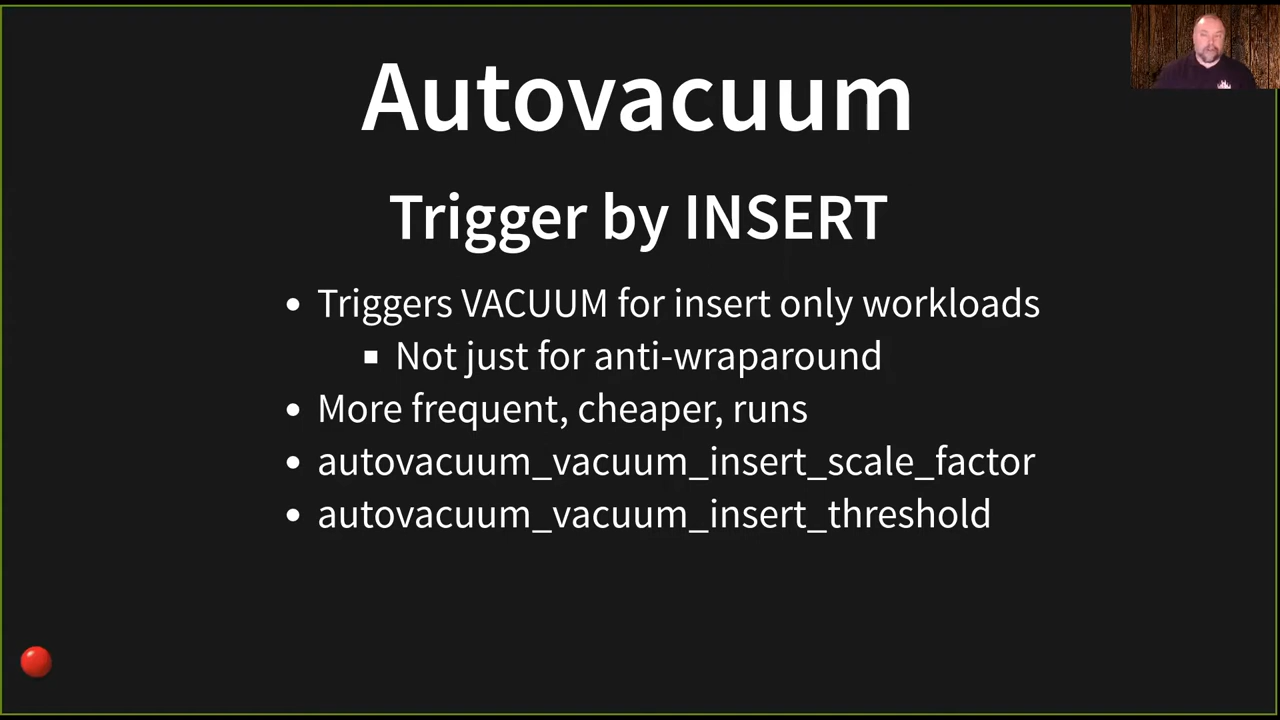 Autovacuum
Trigger by INSERT
Triggers VACUUM for insert only workloads
Not just for anti-wraparound
More frequent, cheaper, runs
autovacuum_vacuum_insert_scale_factor
autovacuum_vacuum_insert_threshold